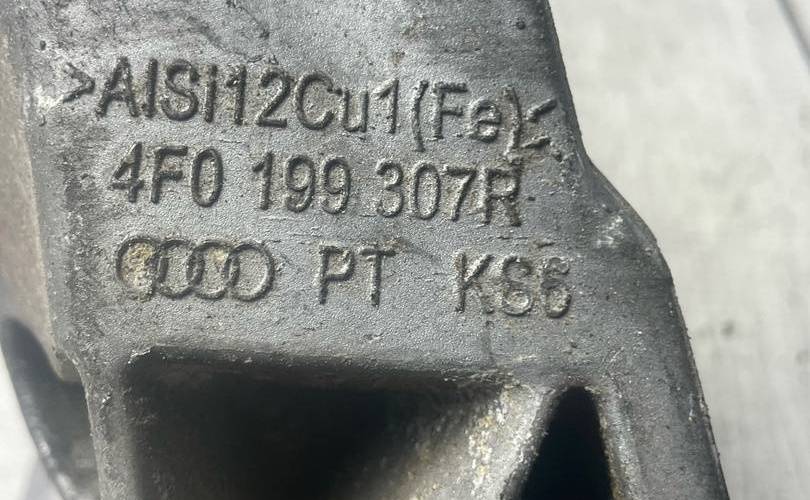 >AlSi12Cu1(Fe)<
4F0 199 307R
PT KS6